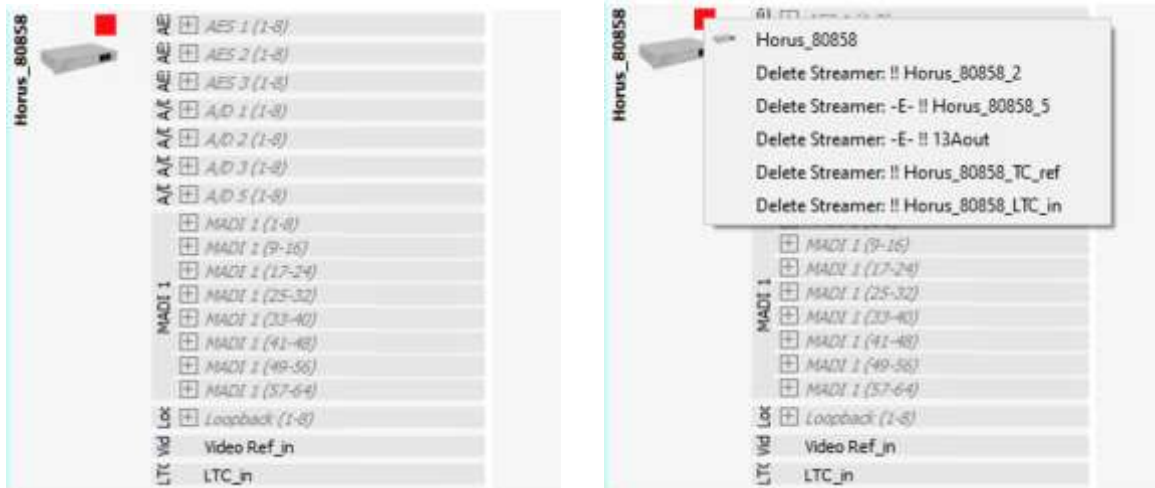 Horus_80858
AES 1 (1-8)
AES 2 (1-8)
AES 3 (1-8)
A/D 1 (1-8)
A/D 2 (1-8)
A/D 3 (1-8)
A/D 5 (1-8)
MADI 1
MADI 1 (1-8)
MADI 1 (9-16)
MADI 1 (17-24)
MADI 1 (25-32)
MADI 1 (33-40)
MADI 1 (41-48)
MADI 1 (49-56)
MADI 1 (57-64)
Loc
Loopback (1-8)
Vid
Video Ref_in
LTC
LTC_in
Horus_80858
Horus_80858
Delete Streamer: !! Horus_80858_2
Delete Streamer: -E- !! Horus_80858_5
Delete Streamer: -E- !! 13Aout
Delete Streamer: !! Horus_80858_TC_ref
Delete Streamer: !! Horus_80858_LTC_in
MADI 1
MADI 1 (9-16)
MADI 1 (17-24)
MADI 1 (25-32)
MADI 1 (33-40)
MADI 1 (41-48)
MADI 1 (49-56)
MADI 1 (57-64)
Loc
Loopback (1-8)
Vid
Video Ref_in
LTC
LTC_in